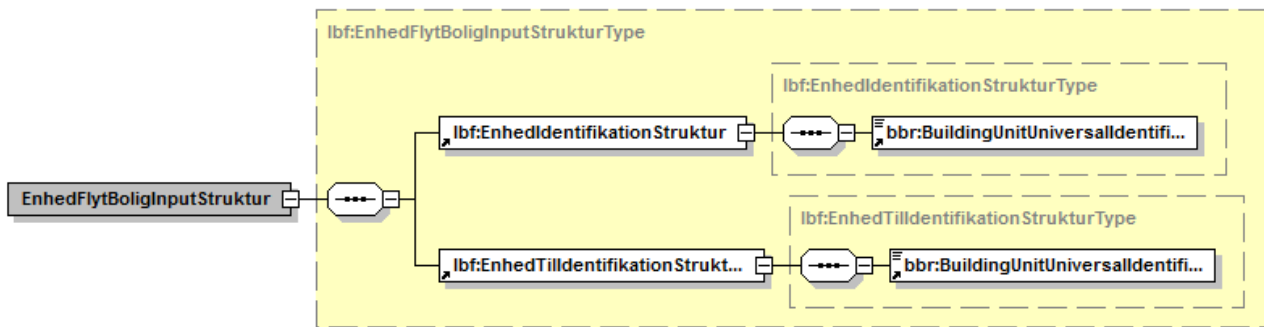 lbf:EnhedFlytBoligInputStrukturType
lbf:EnhedIdentifikationStrukturType
lbf:EnhedIdentifikationStruktur
bbr:BuildingUnitUniversalIdentifi...
EnhedFlytBoligInputStruktur
lbf:EnhedTilIdentifikationStrukturType
lbf:EnhedTilIdentifikationStrukt...
bbr:BuildingUnitUniversalIdentifi...